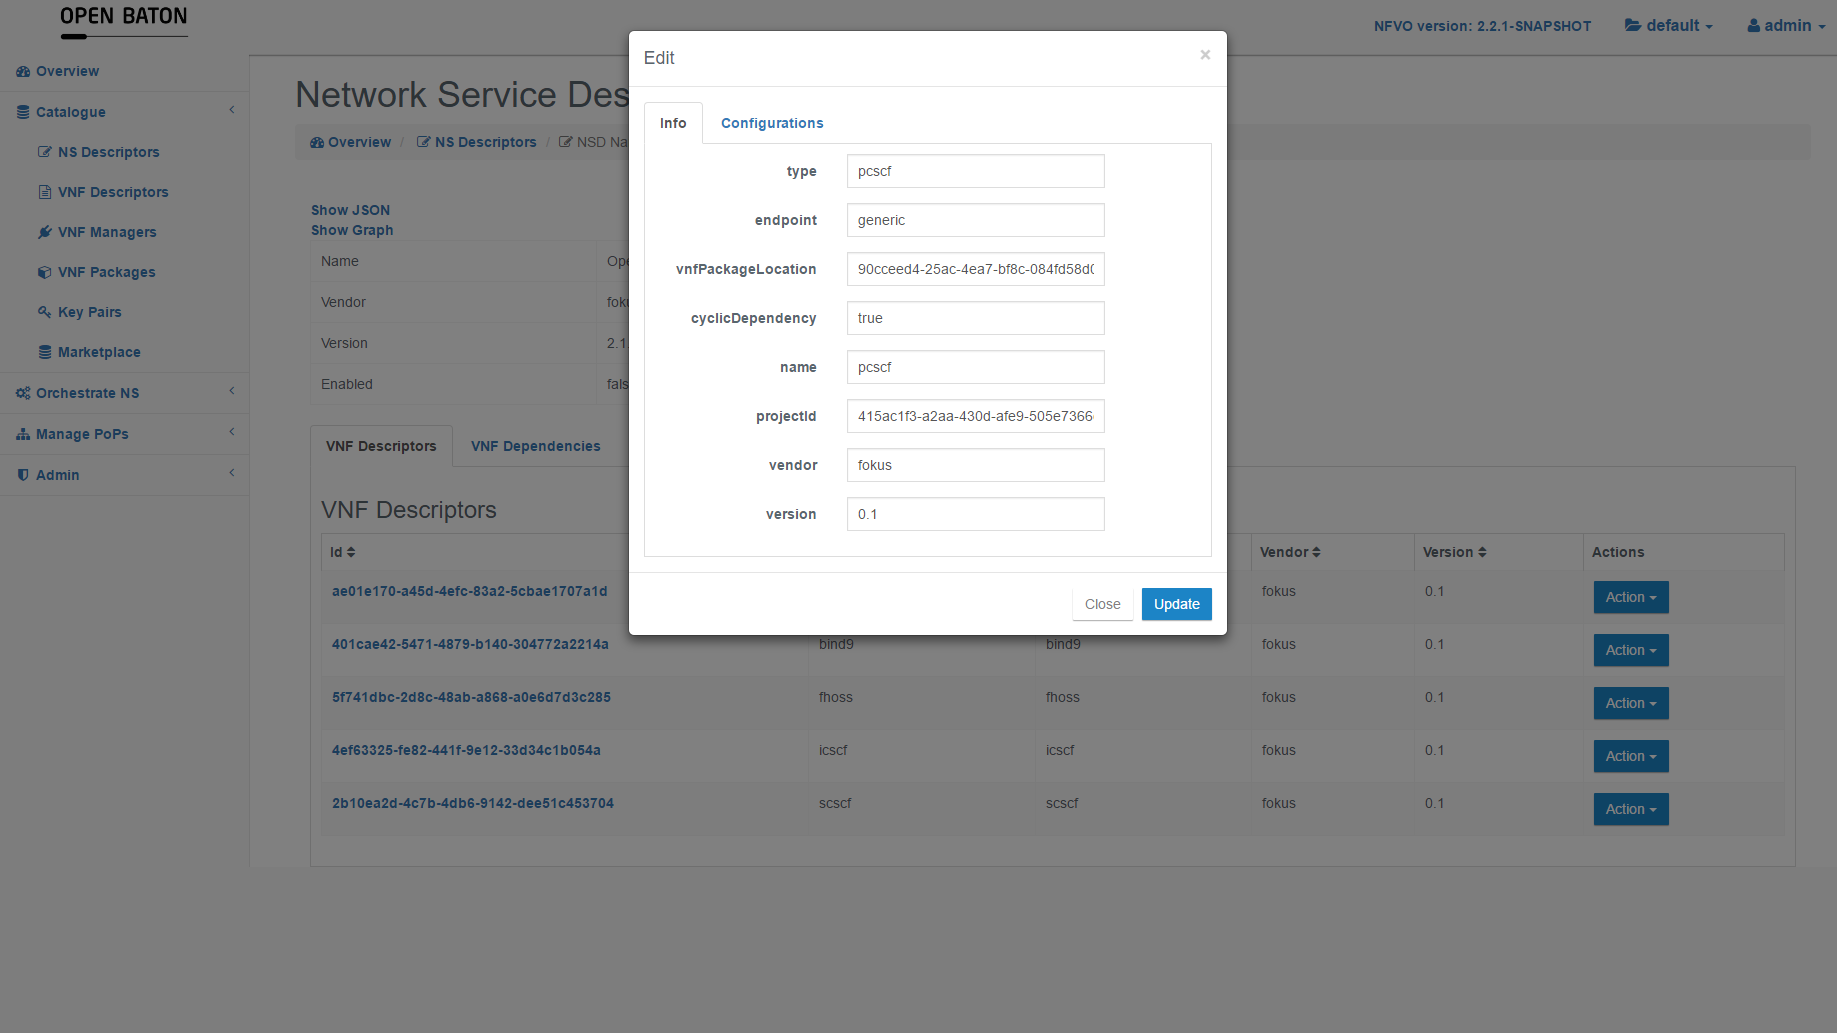 OPEN BATON
NFVO version: 2.2.1-SNAPSHOT
default
admin
Overview
Catalogue
NS Descriptors
VNF Descriptors
VNF Managers
VNF Packages
Key Pairs
Marketplace
Orchestrate NS
Manage PoPs
Admin
Network Service Des
Overview / NS Descriptors / NSD Na
Show JSON
Show Graph
Name Ope
Vendor foku
Version 2.1.
Enabled fals
VNF Descriptors VNF Dependencies
VNF Descriptors
Id Vendor Version Actions
ae01e170-a45d-4efc-83a2-5cbae1707a1d fokus 0.1 Action
401cae42-5471-4879-b140-304772a2214a bind9 bind9 fokus 0.1 Action
5f741dbc-2d8c-48ab-a868-a0e6d7d3c285 fhoss fhoss fokus 0.1 Action
4ef63325-fe82-441f-9e12-33d34c1b054a icscf icscf fokus 0.1 Action
2b10ea2d-4c7b-4db6-9142-dee51c453704 scscf scscf fokus 0.1 Action
Edit ×
Info Configurations
type pcscf
endpoint generic
vnfPackageLocation 90cceed4-25ac-4ea7-bf8c-084fd58d0
cyclicDependency true
name pcscf
projectId 415ac1f3-a2aa-430d-afe9-505e7366
vendor fokus
version 0.1
Close Update